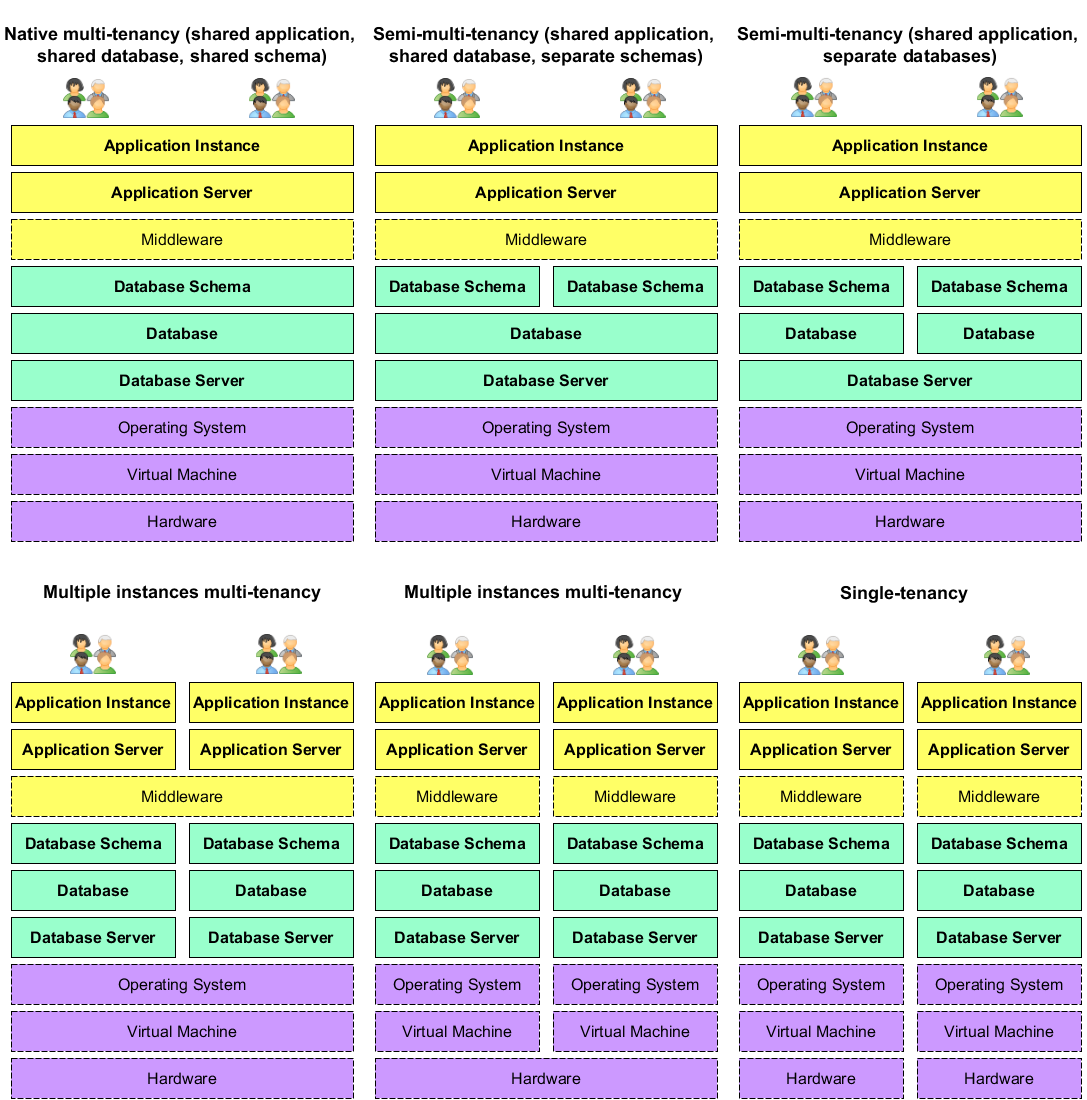 Native multi-tenancy (shared application,
shared database, shared schema)
Application Instance
Application Server
Middleware
Database Schema
Database
Database Server
Operating System
Virtual Machine
Hardware
Semi-multi-tenancy (shared application,
shared database, separate schemas)
Application Instance
Application Server
Middleware
Database Schema Database Schema
Database
Database Server
Operating System
Virtual Machine
Hardware
Semi-multi-tenancy (shared application,
separate databases)
Application Instance
Application Server
Middleware
Database Schema Database Schema
Database Database
Database Server
Operating System
Virtual Machine
Hardware
Multiple instances multi-tenancy
Application Instance Application Instance
Application Server Application Server
Middleware
Database Schema Database Schema
Database Database
Database Server Database Server
Operating System
Virtual Machine
Hardware
Multiple instances multi-tenancy
Application Instance Application Instance
Application Server Application Server
Middleware Middleware
Database Schema Database Schema
Database Database
Database Server Database Server
Operating System Operating System
Virtual Machine Virtual Machine
Hardware
Single-tenancy
Application Instance Application Instance
Application Server Application Server
Middleware Middleware
Database Schema Database Schema
Database Database
Database Server Database Server
Operating System Operating System
Virtual Machine Virtual Machine
Hardware Hardware